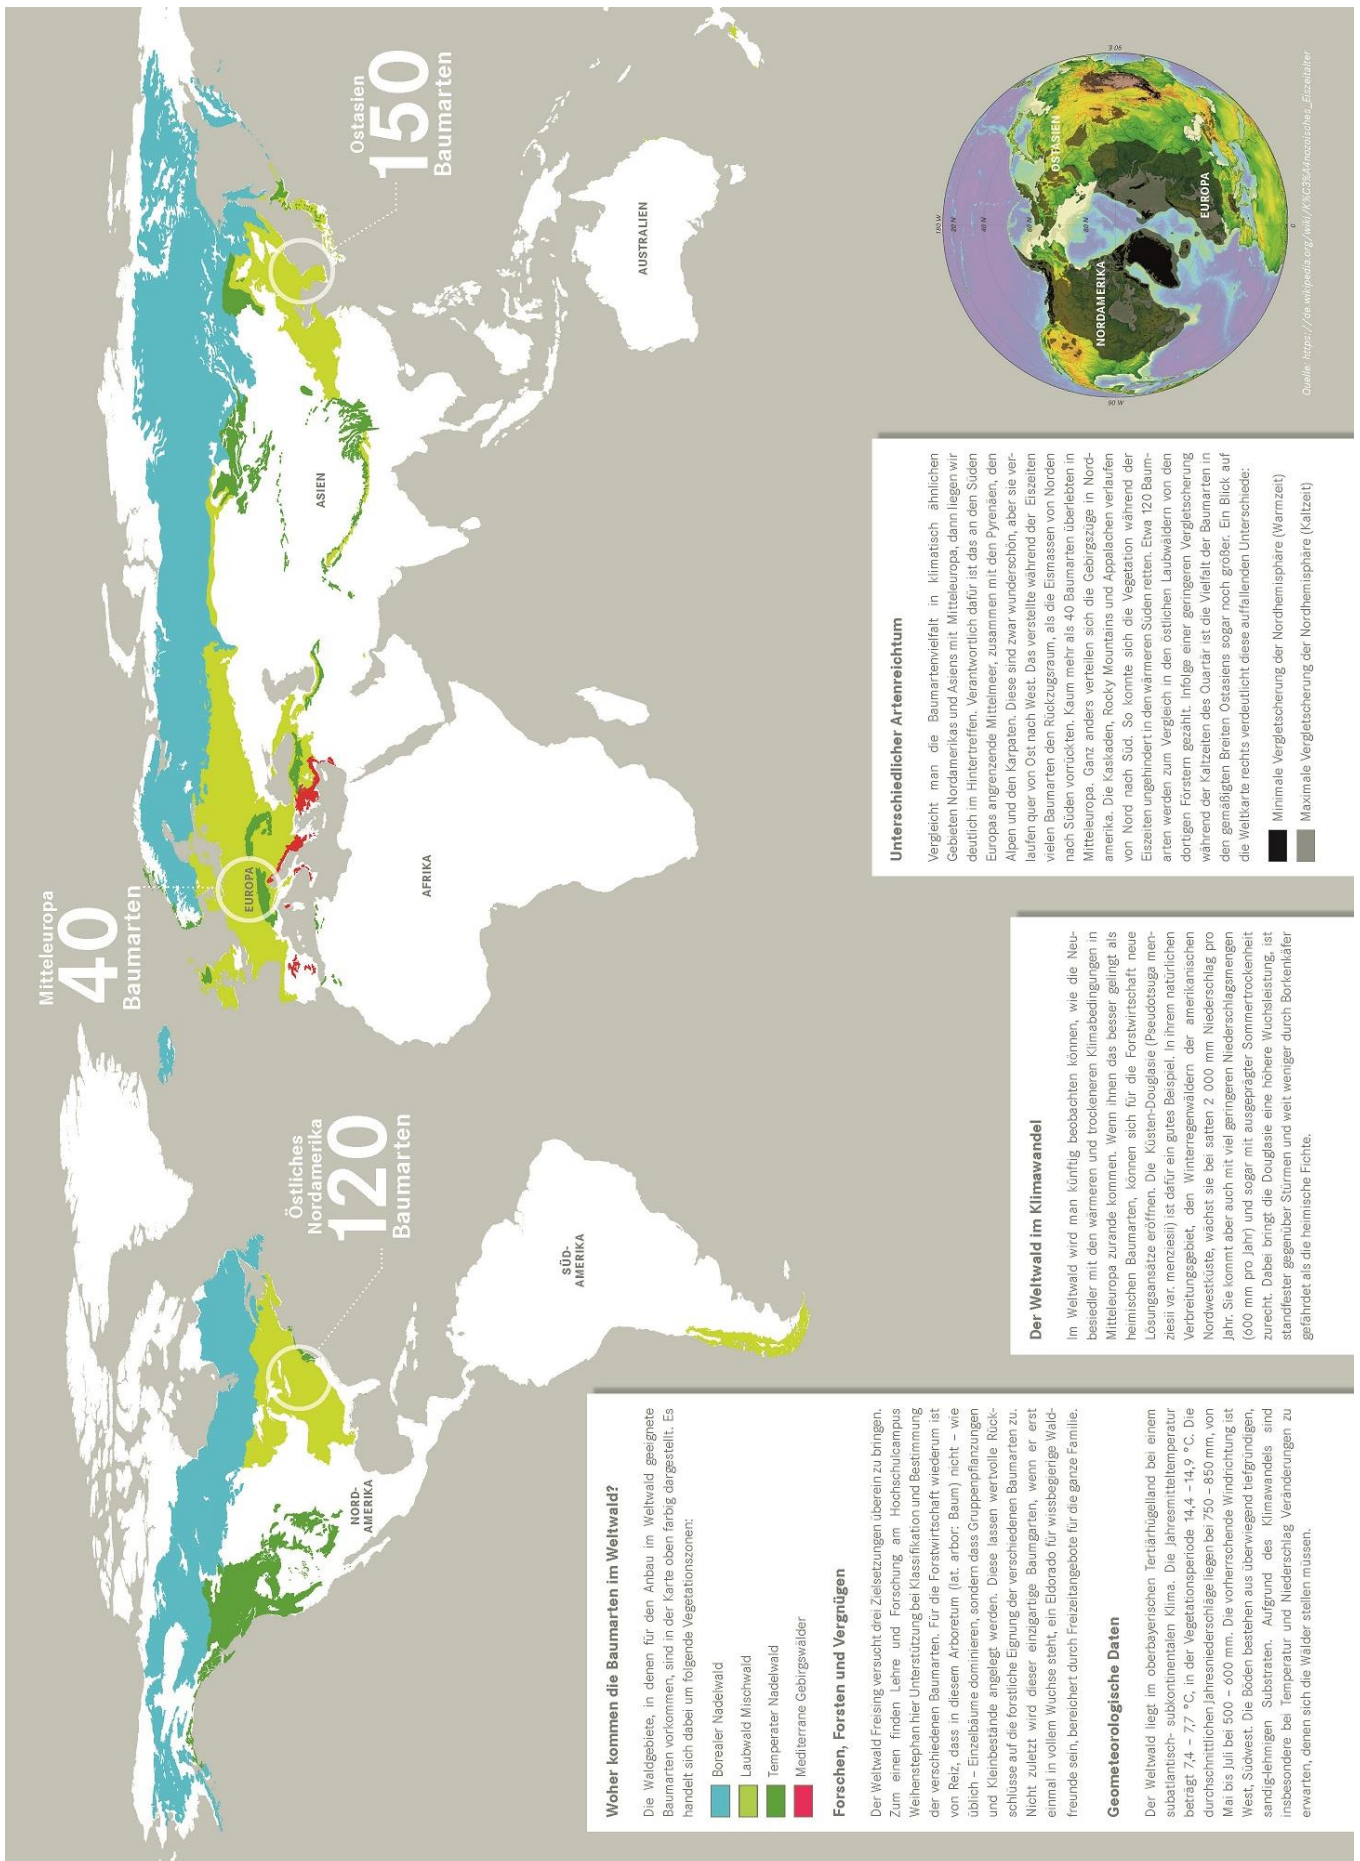 Mitteleuropa
40
Baumarten
Östliches
Nordamerika
120
Baumarten
Ostasien
150
Baumarten
EUROPA
ASIEN
AFRIKA
NORD-
AMERIKA
SÜD-
AMERIKA
AUSTRALIEN
Woher kommen die Baumarten im Weltwald?
Die Waldgebiete, in denen für den Anbau im Weltwald geeignete
Baumarten vorkommen, sind in der Karte oben farbig dargestellt. Es
handelt sich dabei um folgende Vegetationszonen:
Borealer Nadelwald
Laubwald Mischwald
Temperater Nadelwald
Mediterrane Gebirgswälder
Forschen, Forsten und Vergnügen
Der Weltwald Freising versucht drei Zielsetzungen überein zu bringen.
Zum einen finden Lehre und Forschung am Hochschulcampus
Weihenstephan hier Unterstützung bei Klassifikation und Bestimmung
der verschiedenen Baumarten. Für die Forstwirtschaft wiederum ist
von Reiz, dass in diesem Arboretum (lat. arbor: Baum) nicht – wie
üblich – Einzelbäume dominieren, sondern dass Gruppenpflanzungen
und Kleinbestände angelegt werden. Diese lassen wertvolle Rück-
schlüsse auf die forstliche Eignung der verschiedenen Baumarten zu.
Nicht zuletzt wird dieser einzigartige Baumgarten, wenn er erst
einmal in vollem Wuchse steht, ein Eldorado für wissbegierige Wald-
freunde sein, bereichert durch Freizeitangebote für die ganze Familie.
Geometeorologische Daten
Der Weltwald liegt im oberbayerischen Tertiärhügelland bei einem
subatlantisch- subkontinentalen Klima. Die Jahresmitteltemperatur
beträgt 7,4 – 7,7 °C, in der Vegetationsperiode 14,4 –14,9 °C. Die
durchschnittlichen Jahresniederschläge liegen bei 750 – 850 mm, von
Mai bis Juli bei 500 – 600 mm. Die vorherrschende Windrichtung ist
West, Südwest. Die Böden bestehen aus überwiegend tiefgründigen,
sandig-lehmigen Substraten. Aufgrund des Klimawandels sind
insbesondere bei Temperatur und Niederschlag Veränderungen zu
erwarten, denen sich die Wälder stellen müssen.
Der Weltwald im Klimawandel
Im Weltwald wird man künftig beobachten können, wie die Neu-
besiedler mit den wärmeren und trockeneren Klimabedingungen in
Mitteleuropa zurande kommen. Wenn ihnen das besser gelingt als
heimischen Baumarten, können sich für die Forstwirtschaft neue
Lösungsansätze eröffnen. Die Küsten-Douglasie (Pseudotsuga men-
ziesii var. menziesii) ist dafür ein gutes Beispiel. In ihrem natürlichen
Verbreitungsgebiet, den Winterregenwäldern der amerikanischen
Nordwestküste, wächst sie bei satten 2 000 mm Niederschlag pro
Jahr. Sie kommt aber auch mit viel geringeren Niederschlagsmengen
(600 mm pro Jahr) und sogar mit ausgeprägter Sommertrockenheit
zurecht. Dabei bringt die Douglasie eine höhere Wuchsleistung, ist
standfester gegenüber Stürmen und weit weniger durch Borkenkäfer
gefährdet als die heimische Fichte.
Unterschiedlicher Artenreichtum
Vergleicht man die Baumartenvielfalt in klimatisch ähnlichen
Gebieten Nordamerikas und Asiens mit Mitteleuropa, dann liegen wir
deutlich im Hintertreffen. Verantwortlich dafür ist das an den Süden
Europas angrenzende Mittelmeer, zusammen mit den Pyrenäen, den
Alpen und den Karpaten. Diese sind zwar wunderschön, aber sie ver-
laufen quer von Ost nach West. Das verstellte während der Eiszeiten
vielen Baumarten den Rückzugsraum, als die Eismassen von Norden
nach Süden vorrückten. Kaum mehr als 40 Baumarten überlebten in
Mitteleuropa. Ganz anders verteilen sich die Gebirgszüge in Nord-
amerika. Die Kaskaden, Rocky Mountains und Appalachen verlaufen
von Nord nach Süd. So konnte sich die Vegetation während der
Eiszeiten ungehindert in den wärmeren Süden retten. Etwa 120 Baum-
arten werden zum Vergleich in den östlichen Laubwäldern von den
dortigen Förstern gezählt. Infolge einer geringeren Vergletscherung
während der Kaltzeiten des Quartär ist die Vielfalt der Baumarten in
den gemäßigten Breiten Ostasiens sogar noch größer. Ein Blick auf
die Weltkarte rechts verdeutlicht diese auffallenden Unterschiede:
Minimale Vergletscherung der Nordhemisphäre (Warmzeit)
Maximale Vergletscherung der Nordhemisphäre (Kaltzeit)
180 W
20 N
40 N
60 N
80 N
90 W
90 E
0
NORDAMERIKA
OSTASIEN
EUROPA
Quelle: https://de.wikipedia.org/wiki/K%C3%A4nozoisches_Eiszeitalter